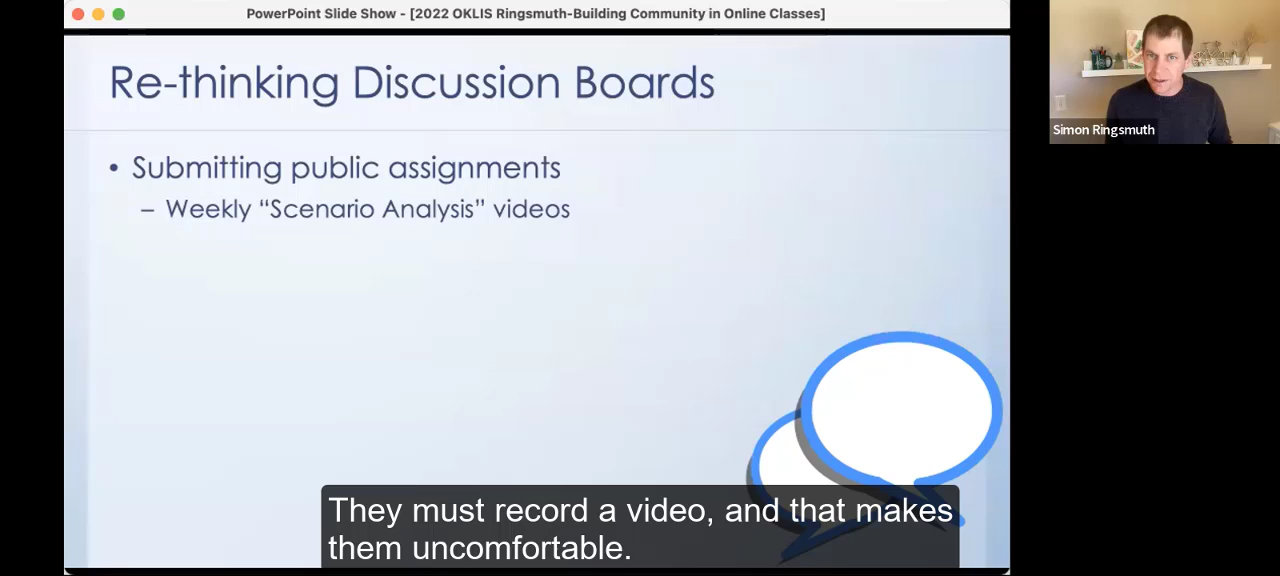 PowerPoint Slide Show - [2022 OKLIS Ringsmuth-Building Community in Online Classes]
Re-thinking Discussion Boards
• Submitting public assignments
– Weekly “Scenario Analysis” videos
Simon Ringsmuth
They must record a video, and that makes
them uncomfortable.